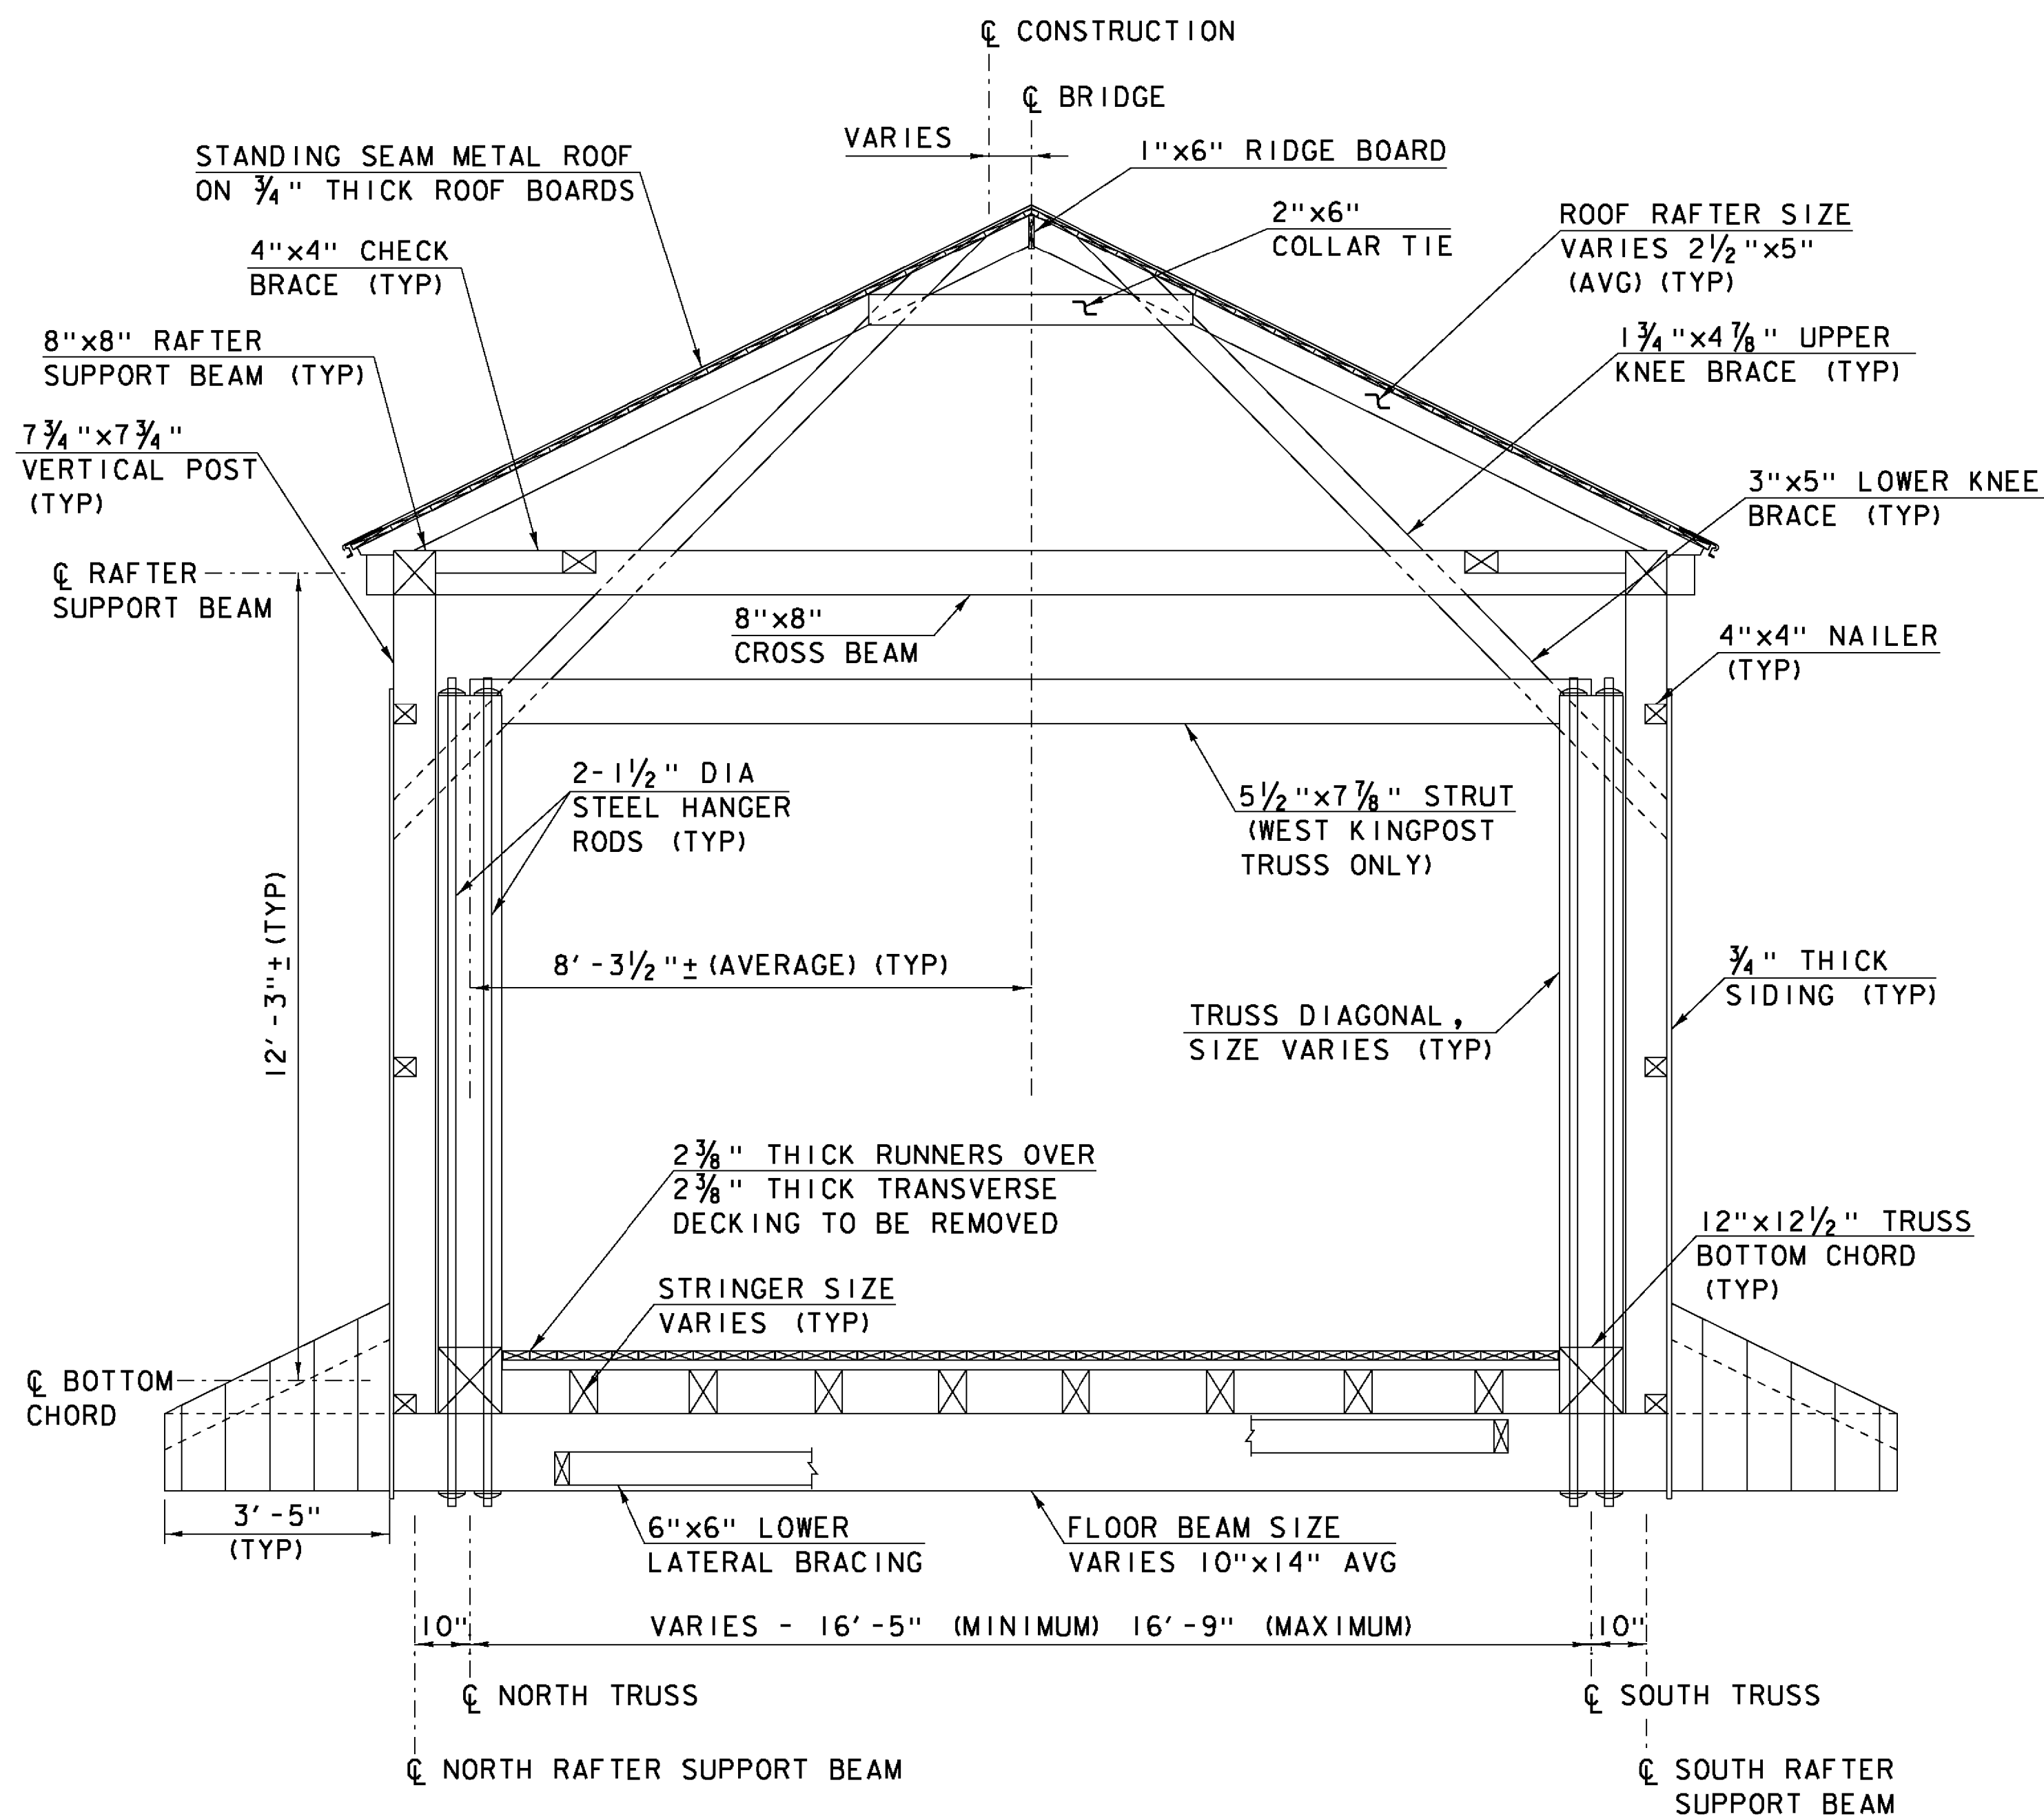 ℄ CONSTRUCTION
℄ BRIDGE
VARIES
STANDING SEAM METAL ROOF
ON ¾" THICK ROOF BOARDS
1"x6" RIDGE BOARD
2"x6"
COLLAR TIE
ROOF RAFTER SIZE
VARIES 2½"x5"
(AVG) (TYP)
4"x4" CHECK
BRACE (TYP)
8"x8" RAFTER
SUPPORT BEAM (TYP)
1¾"x4⅞" UPPER
KNEE BRACE (TYP)
7¾"x7¾"
VERTICAL POST
(TYP)
3"x5" LOWER KNEE
BRACE (TYP)
℄ RAFTER
SUPPORT BEAM
8"x8"
CROSS BEAM
4"x4" NAILER
(TYP)
2-1½" DIA
STEEL HANGER
RODS (TYP)
5½"x7⅞" STRUT
(WEST KINGPOST
TRUSS ONLY)
12'-3"± (TYP)
8'-3½"± (AVERAGE) (TYP)
¾" THICK
SIDING (TYP)
TRUSS DIAGONAL,
SIZE VARIES (TYP)
2⅜" THICK RUNNERS OVER
2⅜" THICK TRANSVERSE
DECKING TO BE REMOVED
12"x12½" TRUSS
BOTTOM CHORD
(TYP)
STRINGER SIZE
VARIES (TYP)
℄ BOTTOM
CHORD
3'-5"
(TYP)
6"x6" LOWER
LATERAL BRACING
FLOOR BEAM SIZE
VARIES 10"x14" AVG
10"
VARIES - 16'-5" (MINIMUM) 16'-9" (MAXIMUM)
10"
℄ NORTH TRUSS
℄ SOUTH TRUSS
℄ NORTH RAFTER SUPPORT BEAM
℄ SOUTH RAFTER
SUPPORT BEAM